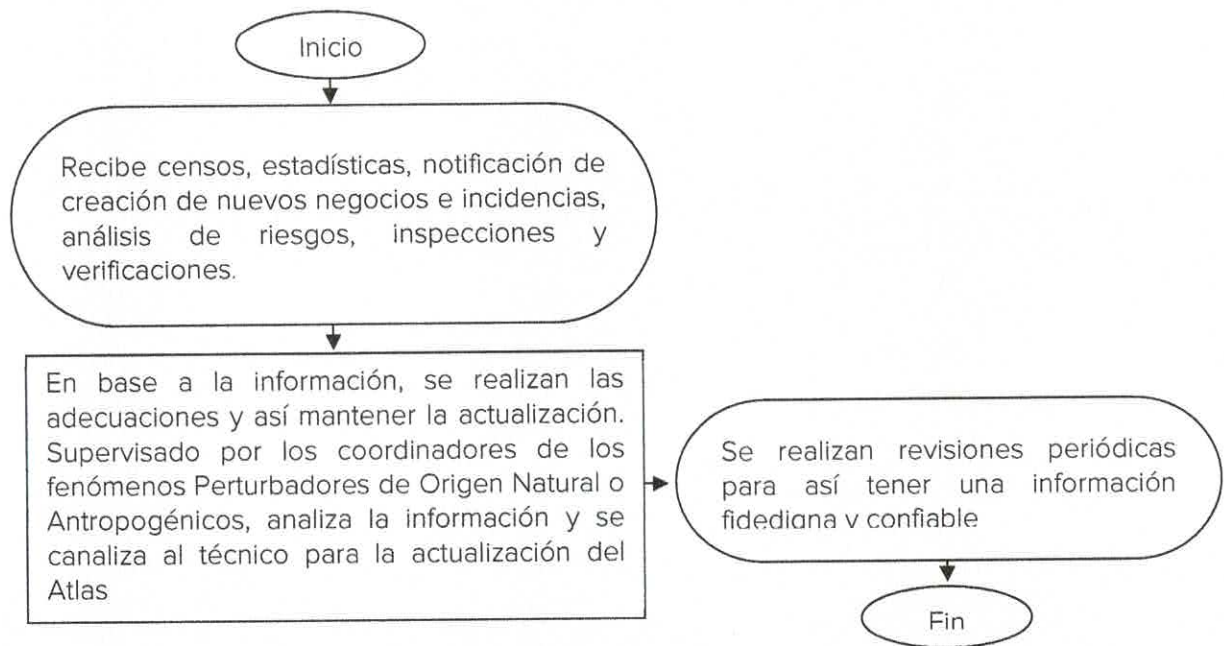 Inicio
Recibe censos, estadísticas, notificación de
creación de nuevos negocios e incidencias,
análisis de riesgos, inspecciones y
verificaciones.
En base a la información, se realizan las
adecuaciones y así mantener la actualización.
Supervisado por los coordinadores de los
fenómenos Perturbadores de Origen Natural o
Antropogénicos, analiza la información y se
canaliza al técnico para la actualización del
Atlas
Se realizan revisiones periódicas
para así tener una información
fidedigna y confiable
Fin